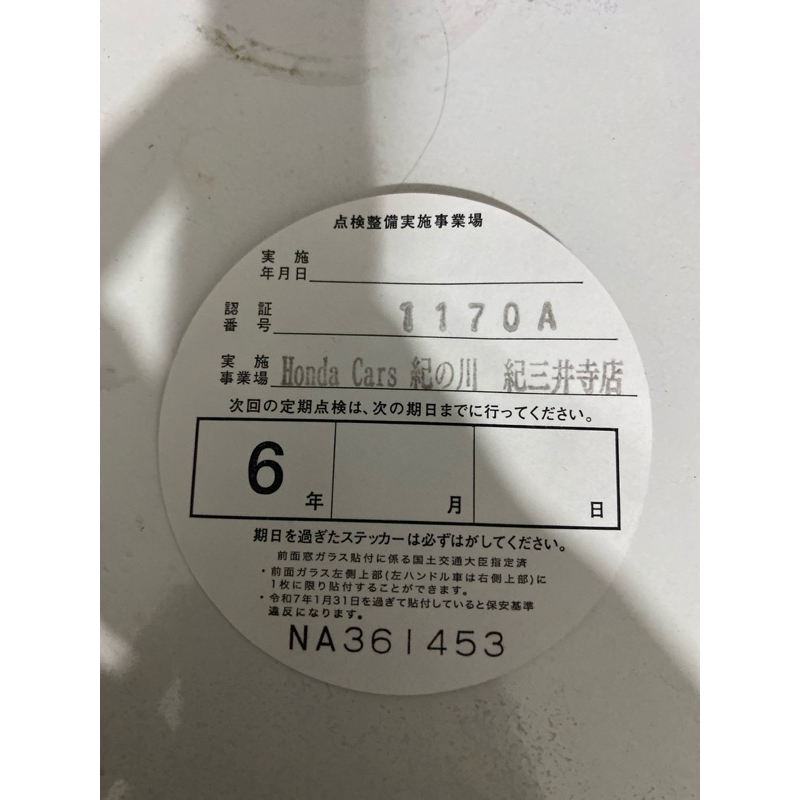 点検整備実施事業場
実施
年月日
認証
番号 1170A
実施
事業場 Honda Cars 紀の川 紀三井寺店
次回の定期点検は、次の期日までに行ってください。
6年 月 日
期日を過ぎたステッカーは必ずはがしてください。
前面窓ガラス貼付に係る国土交通大臣指定済
・前面ガラス左側上部(左ハンドル車は右側上部)に
1枚に限り貼付することができます。
・令和7年1月31日を過ぎて貼付していると保安基準
違反になります。
NA361453